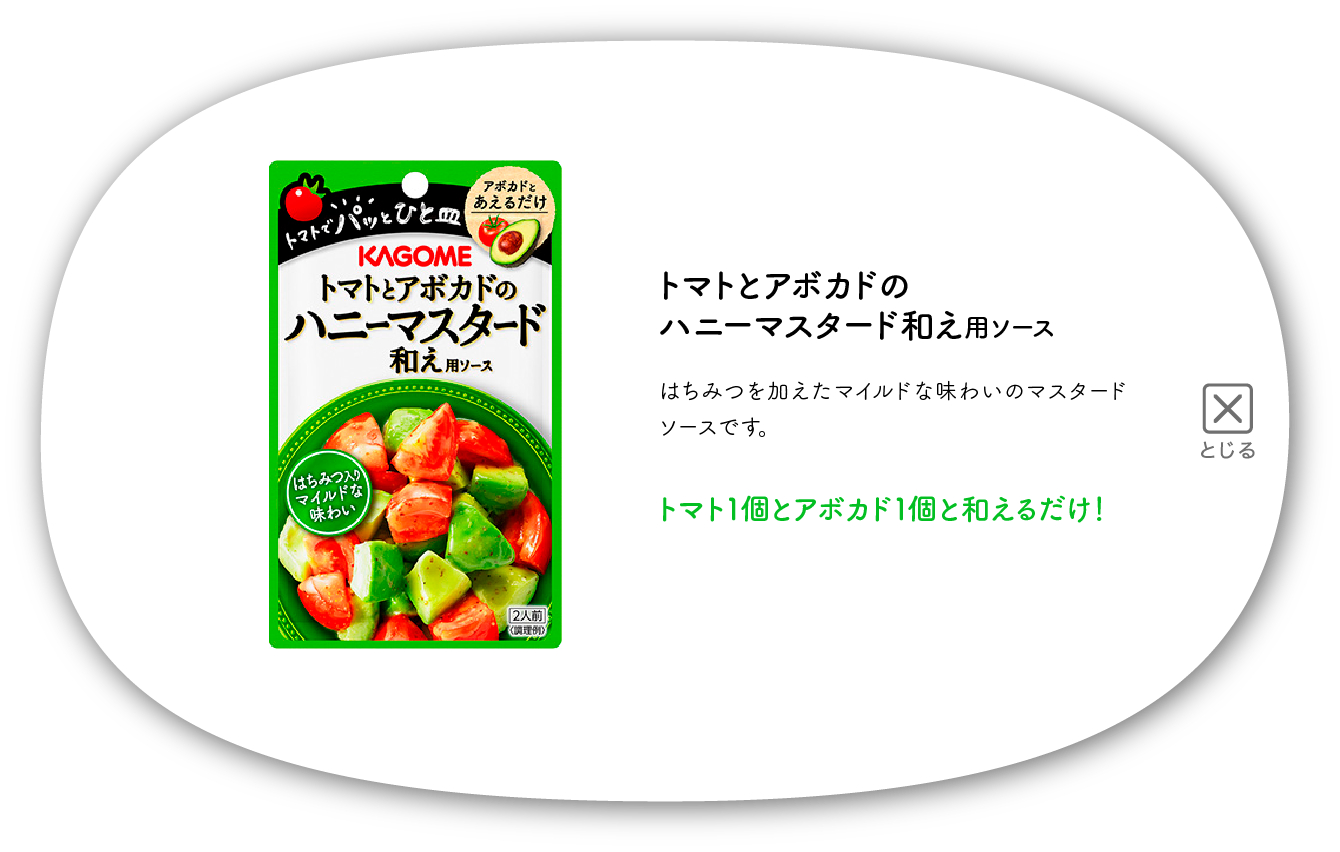 トマトでパッとひと皿
アボカドと
あえるだけ
KAGOME
トマトとアボカドの
ハニーマスタード
和え用ソース
はちみつ入り
マイルドな
味わい
2人前
〈調理例〉
トマトとアボカドの
ハニーマスタード和え用ソース
はちみつを加えたマイルドな味わいのマスタード
ソースです。
トマト1個とアボカド1個と和えるだけ!
とじる